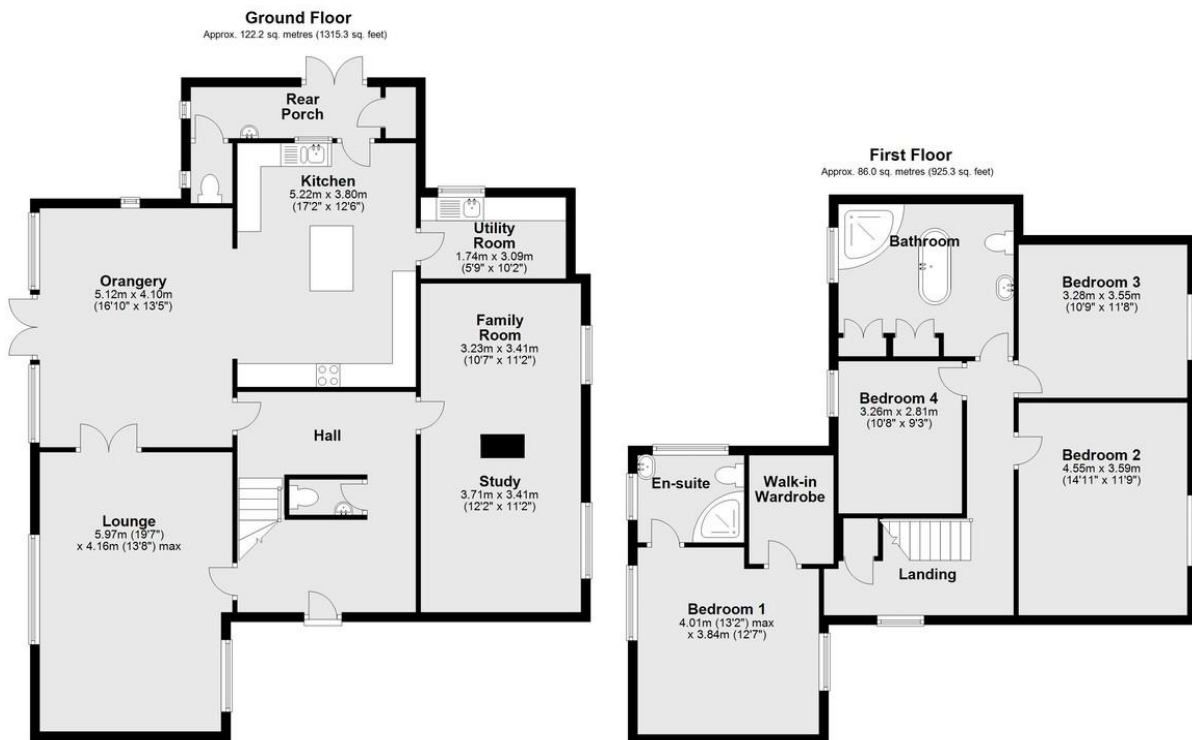 Ground Floor
Approx. 122.2 sq. metres (1315.3 sq. feet)
Rear
Porch
Kitchen
5.22m x 3.80m
(17'2" x 12'6")
Utility
Room
1.74m x 3.09m
(5'9" x 10'2")
Orangery
5.12m x 4.10m
(16'10" x 13'5")
Family
Room
3.23m x 3.41m
(10'7" x 11'2")
Hall
Study
3.71m x 3.41m
(12'2" x 11'2")
Lounge
5.97m (19'7")
x 4.16m (13'8") max
First Floor
Approx. 86.0 sq. metres (925.3 sq. feet)
Bathroom
Bedroom 3
3.28m x 3.55m
(10'9" x 11'8")
Bedroom 4
3.26m x 2.81m
(10'8" x 9'3")
Bedroom 2
4.55m x 3.59m
(14'11" x 11'9")
En-suite
Walk-in
Wardrobe
Landing
Bedroom 1
4.01m (13'2") max
x 3.84m (12'7")